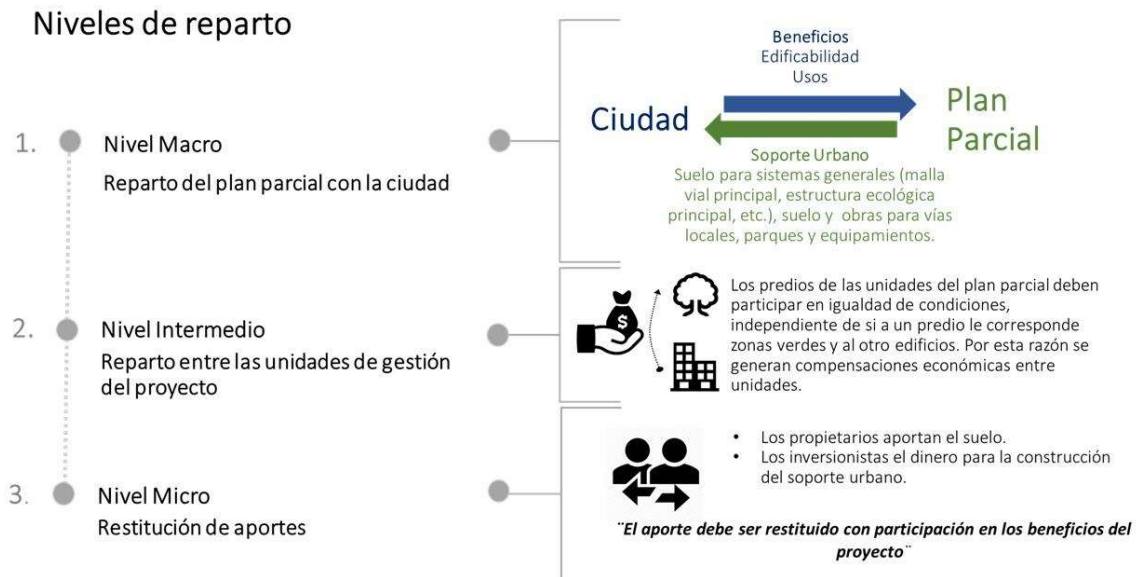 Niveles de reparto
1.
Nivel Macro
Reparto del plan parcial con la ciudad
Beneficios
Edificabilidad
Usos
Ciudad
Plan
Parcial
Soporte Urbano
Suelo para sistemas generales (malla
vial principal, estructura ecológica
principal, etc.), suelo y obras para vías
locales, parques y equipamientos.
2.
Nivel Intermedio
Reparto entre las unidades de gestión
del proyecto
$
Los predios de las unidades del plan parcial deben
participar en igualdad de condiciones,
independiente de si a un predio le corresponde
zonas verdes y al otro edificios. Por esta razón se
generan compensaciones económicas entre
unidades.
3.
Nivel Micro
Restitución de aportes
• Los propietarios aportan el suelo.
• Los inversionistas el dinero para la construcción
del soporte urbano.
¨El aporte debe ser restituido con participación en los beneficios del
proyecto¨